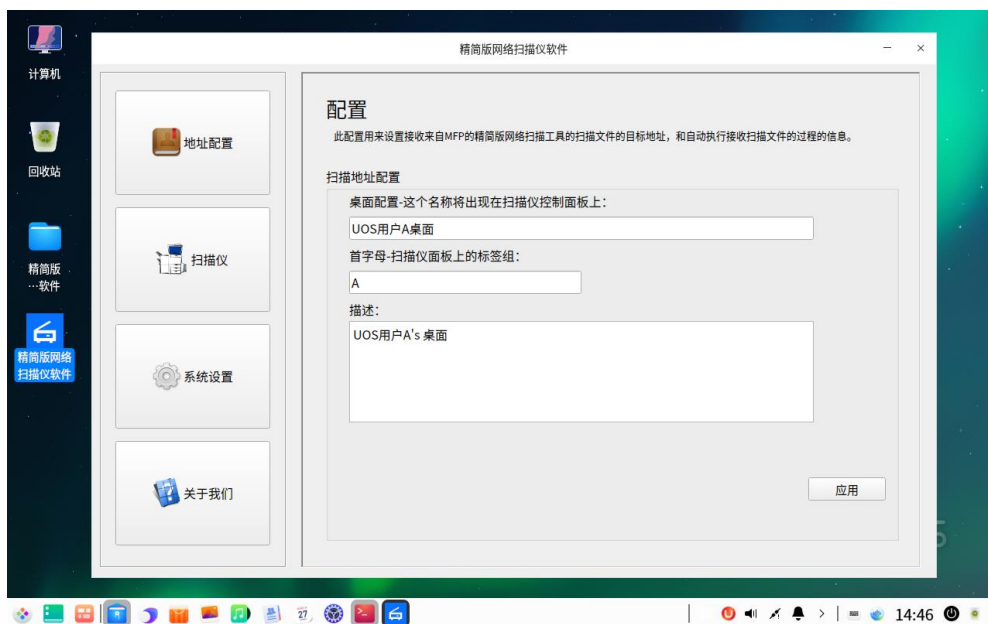 计算机
回收站
精简版
…软件
精简版网络
扫描仪软件
精简版网络扫描仪软件
地址配置
扫描仪
系统设置
关于我们
配置
此配置用来设置接收来自MFP的精简版网络扫描工具的扫描文件的目标地址，和自动执行接收扫描文件的过程的信息。
扫描地址配置
桌面配置-这个名称将出现在扫描仪控制面板上：
UOS用户A桌面
首字母-扫描仪面板上的标签组：
A
描述：
UOS用户A's 桌面
应用
27
14:46